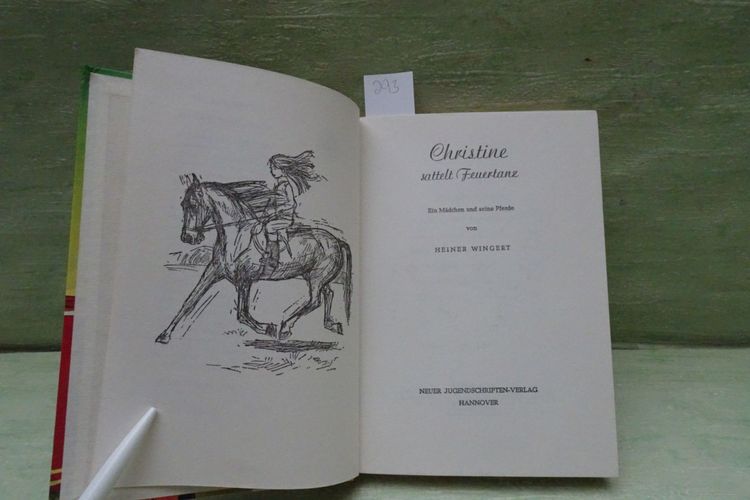 293
Christine
sattelt Feuertanz
Ein Mädchen und seine Pferde
von
HEINER WINGERT
NEUER JUGENDSCHRIFTEN-VERLAG
HANNOVER